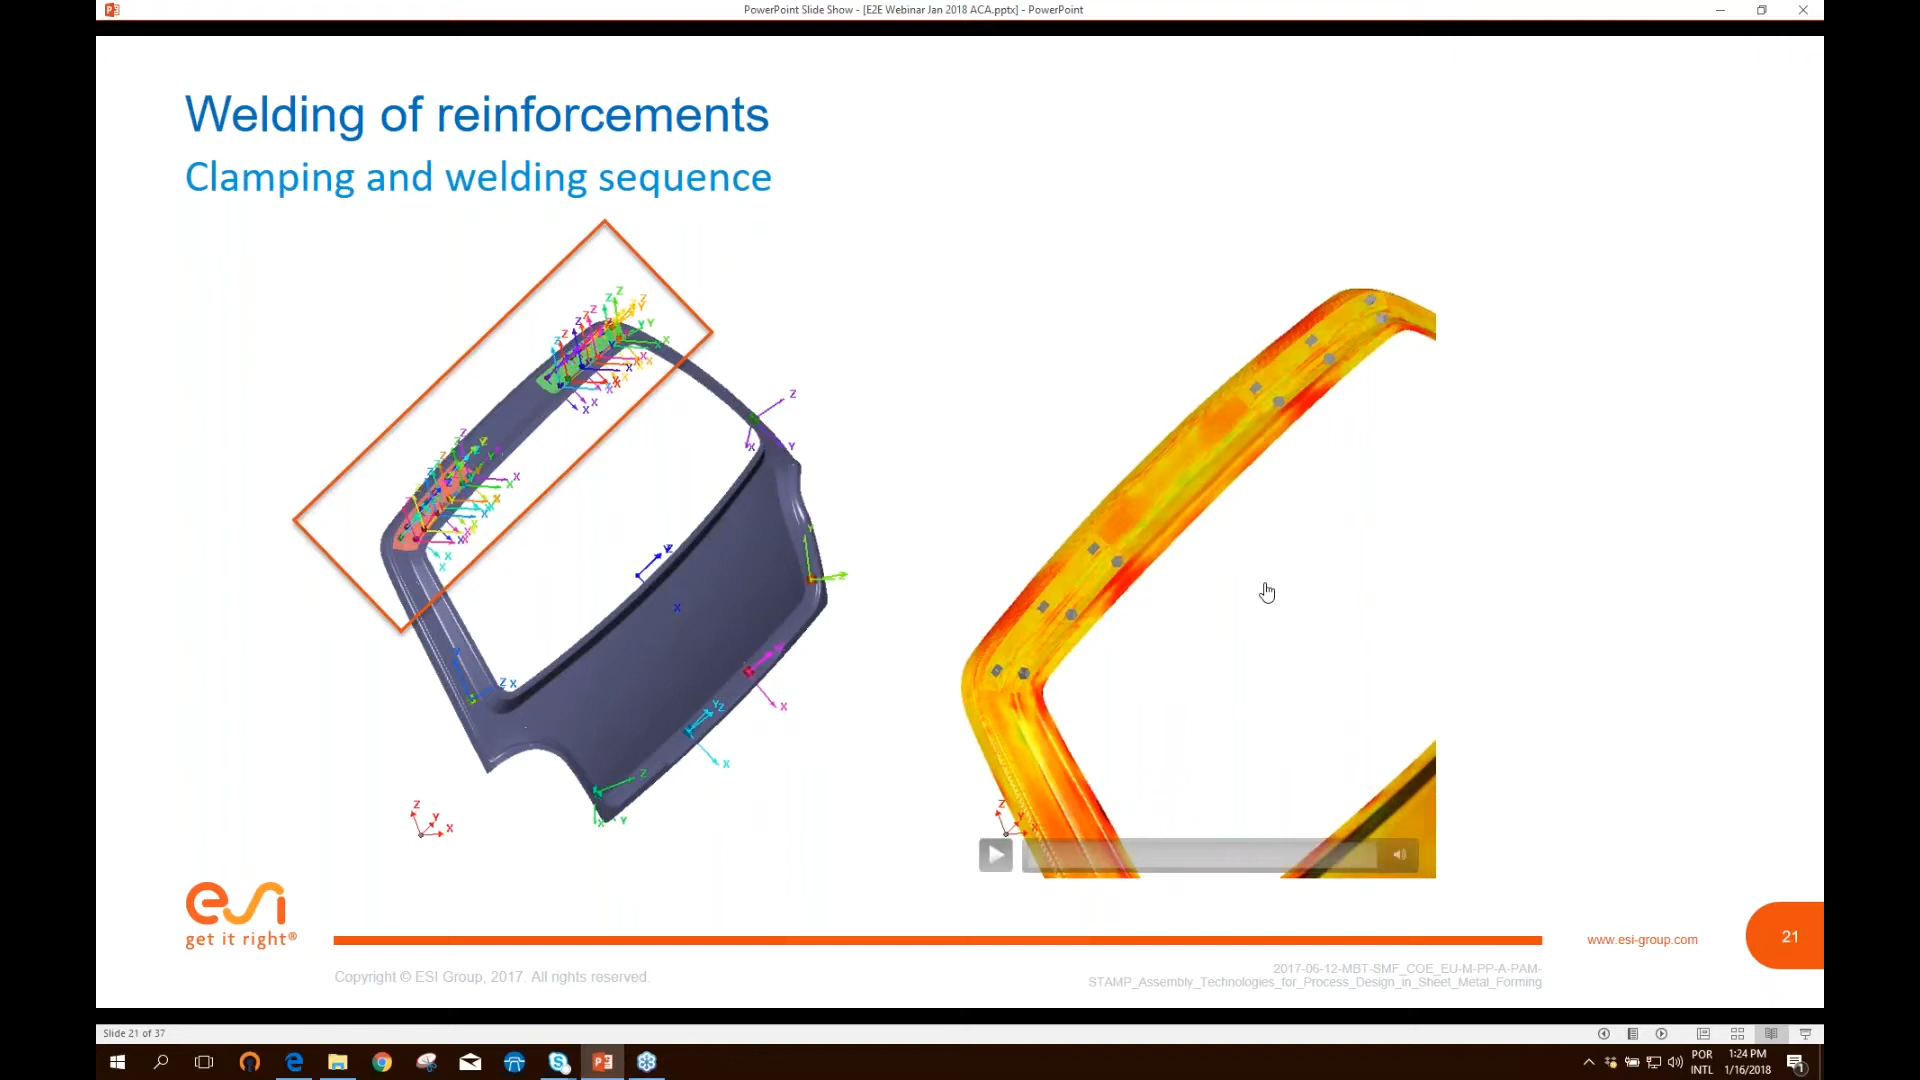 PowerPoint Slide Show - [E2E Webinar Jan 2018 ACA.pptx] - PowerPoint
Welding of reinforcements
Clamping and welding sequence
esi
get it right®
www.esi-group.com
21
Copyright © ESI Group, 2017. All rights reserved.
2017-06-12-MBT-SMF_COE_EU-M-PP-A-PAM-
STAMP_Assembly_Technologies_for_Process_Design_in_Sheet_Metal_Forming
Slide 21 of 37
POR
INTL
1:24 PM
1/16/2018